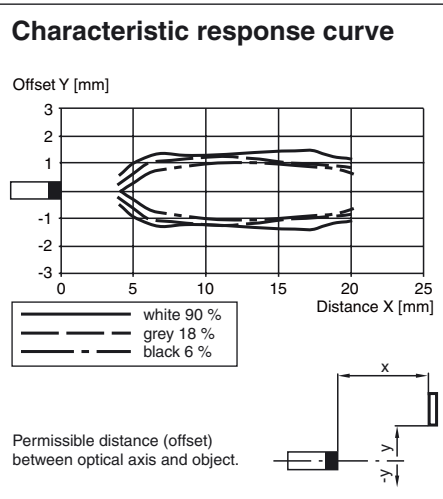 Characteristic response curve
Offset Y [mm]
3
2
1
-1
-2
-3
0 5 10 15 20 25
Distance X [mm]
white 90 %
grey 18 %
black 6 %
x
y
-y
Permissible distance (offset)
between optical axis and object.